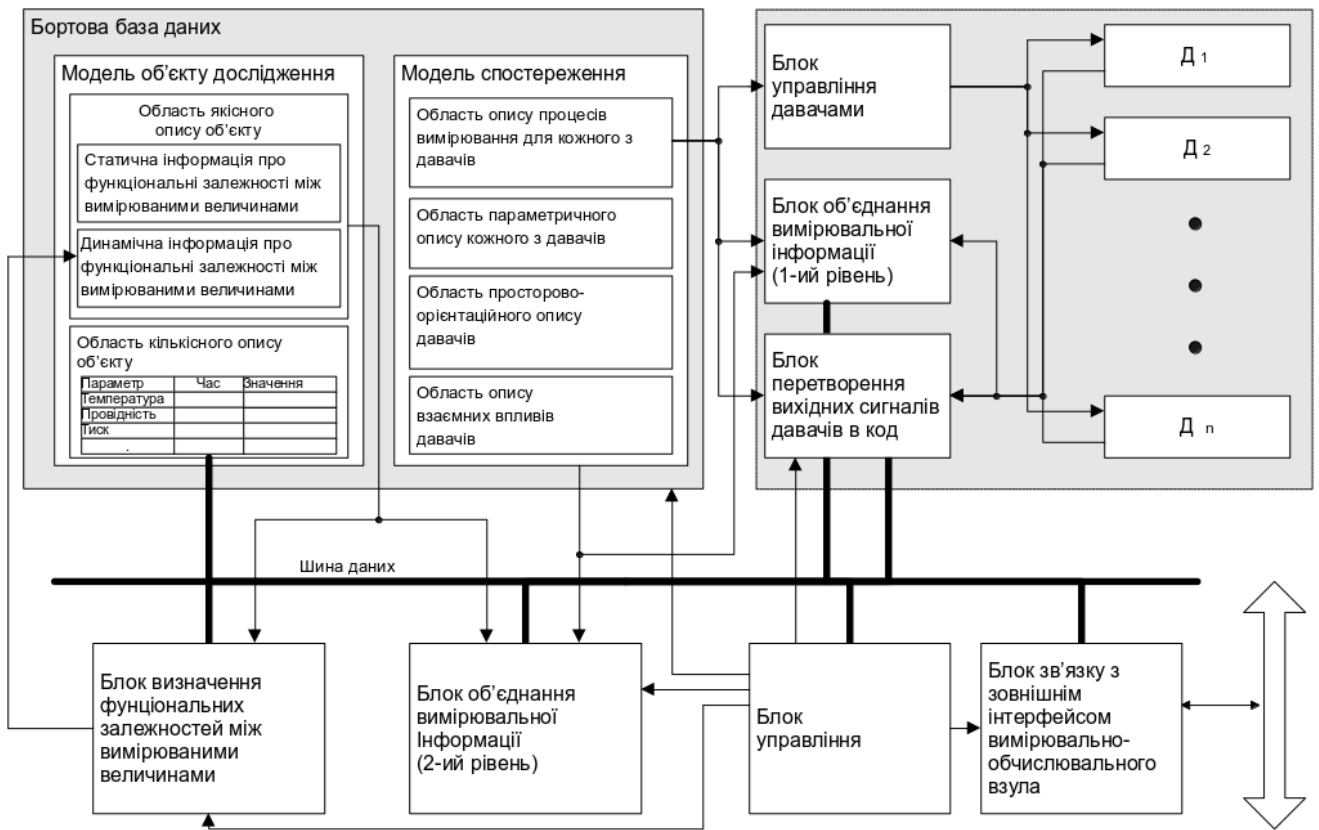 Бортова база даних
Модель об’єкту дослідження
Область якісного
опису об’єкту
Статична інформація про
функціональні залежності між
вимірюваними величинами
Динамічна інформація про
функціональні залежності між
вимірюваними величинами
Область кількісного опису
об’єкту
Параметр Час Значення
Температура
Провідність
Тиск
.
Модель спостереження
Область опису процесів
вимірювання для кожного з
давачів
Область параметричного
опису кожного з давачів
Область просторово-
орієнтаційного опису
давачів
Область опису
взаємних впливів
давачів
Блок
управління
давачами
Блок об’єднання
вимірювальної
інформації
(1-ий рівень)
Блок
перетворення
вихідних сигналів
давачів в код
Д 1
Д 2
Д n
Шина даних
Блок визначення
фунціональних
залежностей між
вимірюваними
величинами
Блок об’єднання
вимірювальної
Інформації
(2-ий рівень)
Блок
управління
Блок зв’язку з
зовнішнім
інтерфейсом
вимірювально-
обчислювального
взула